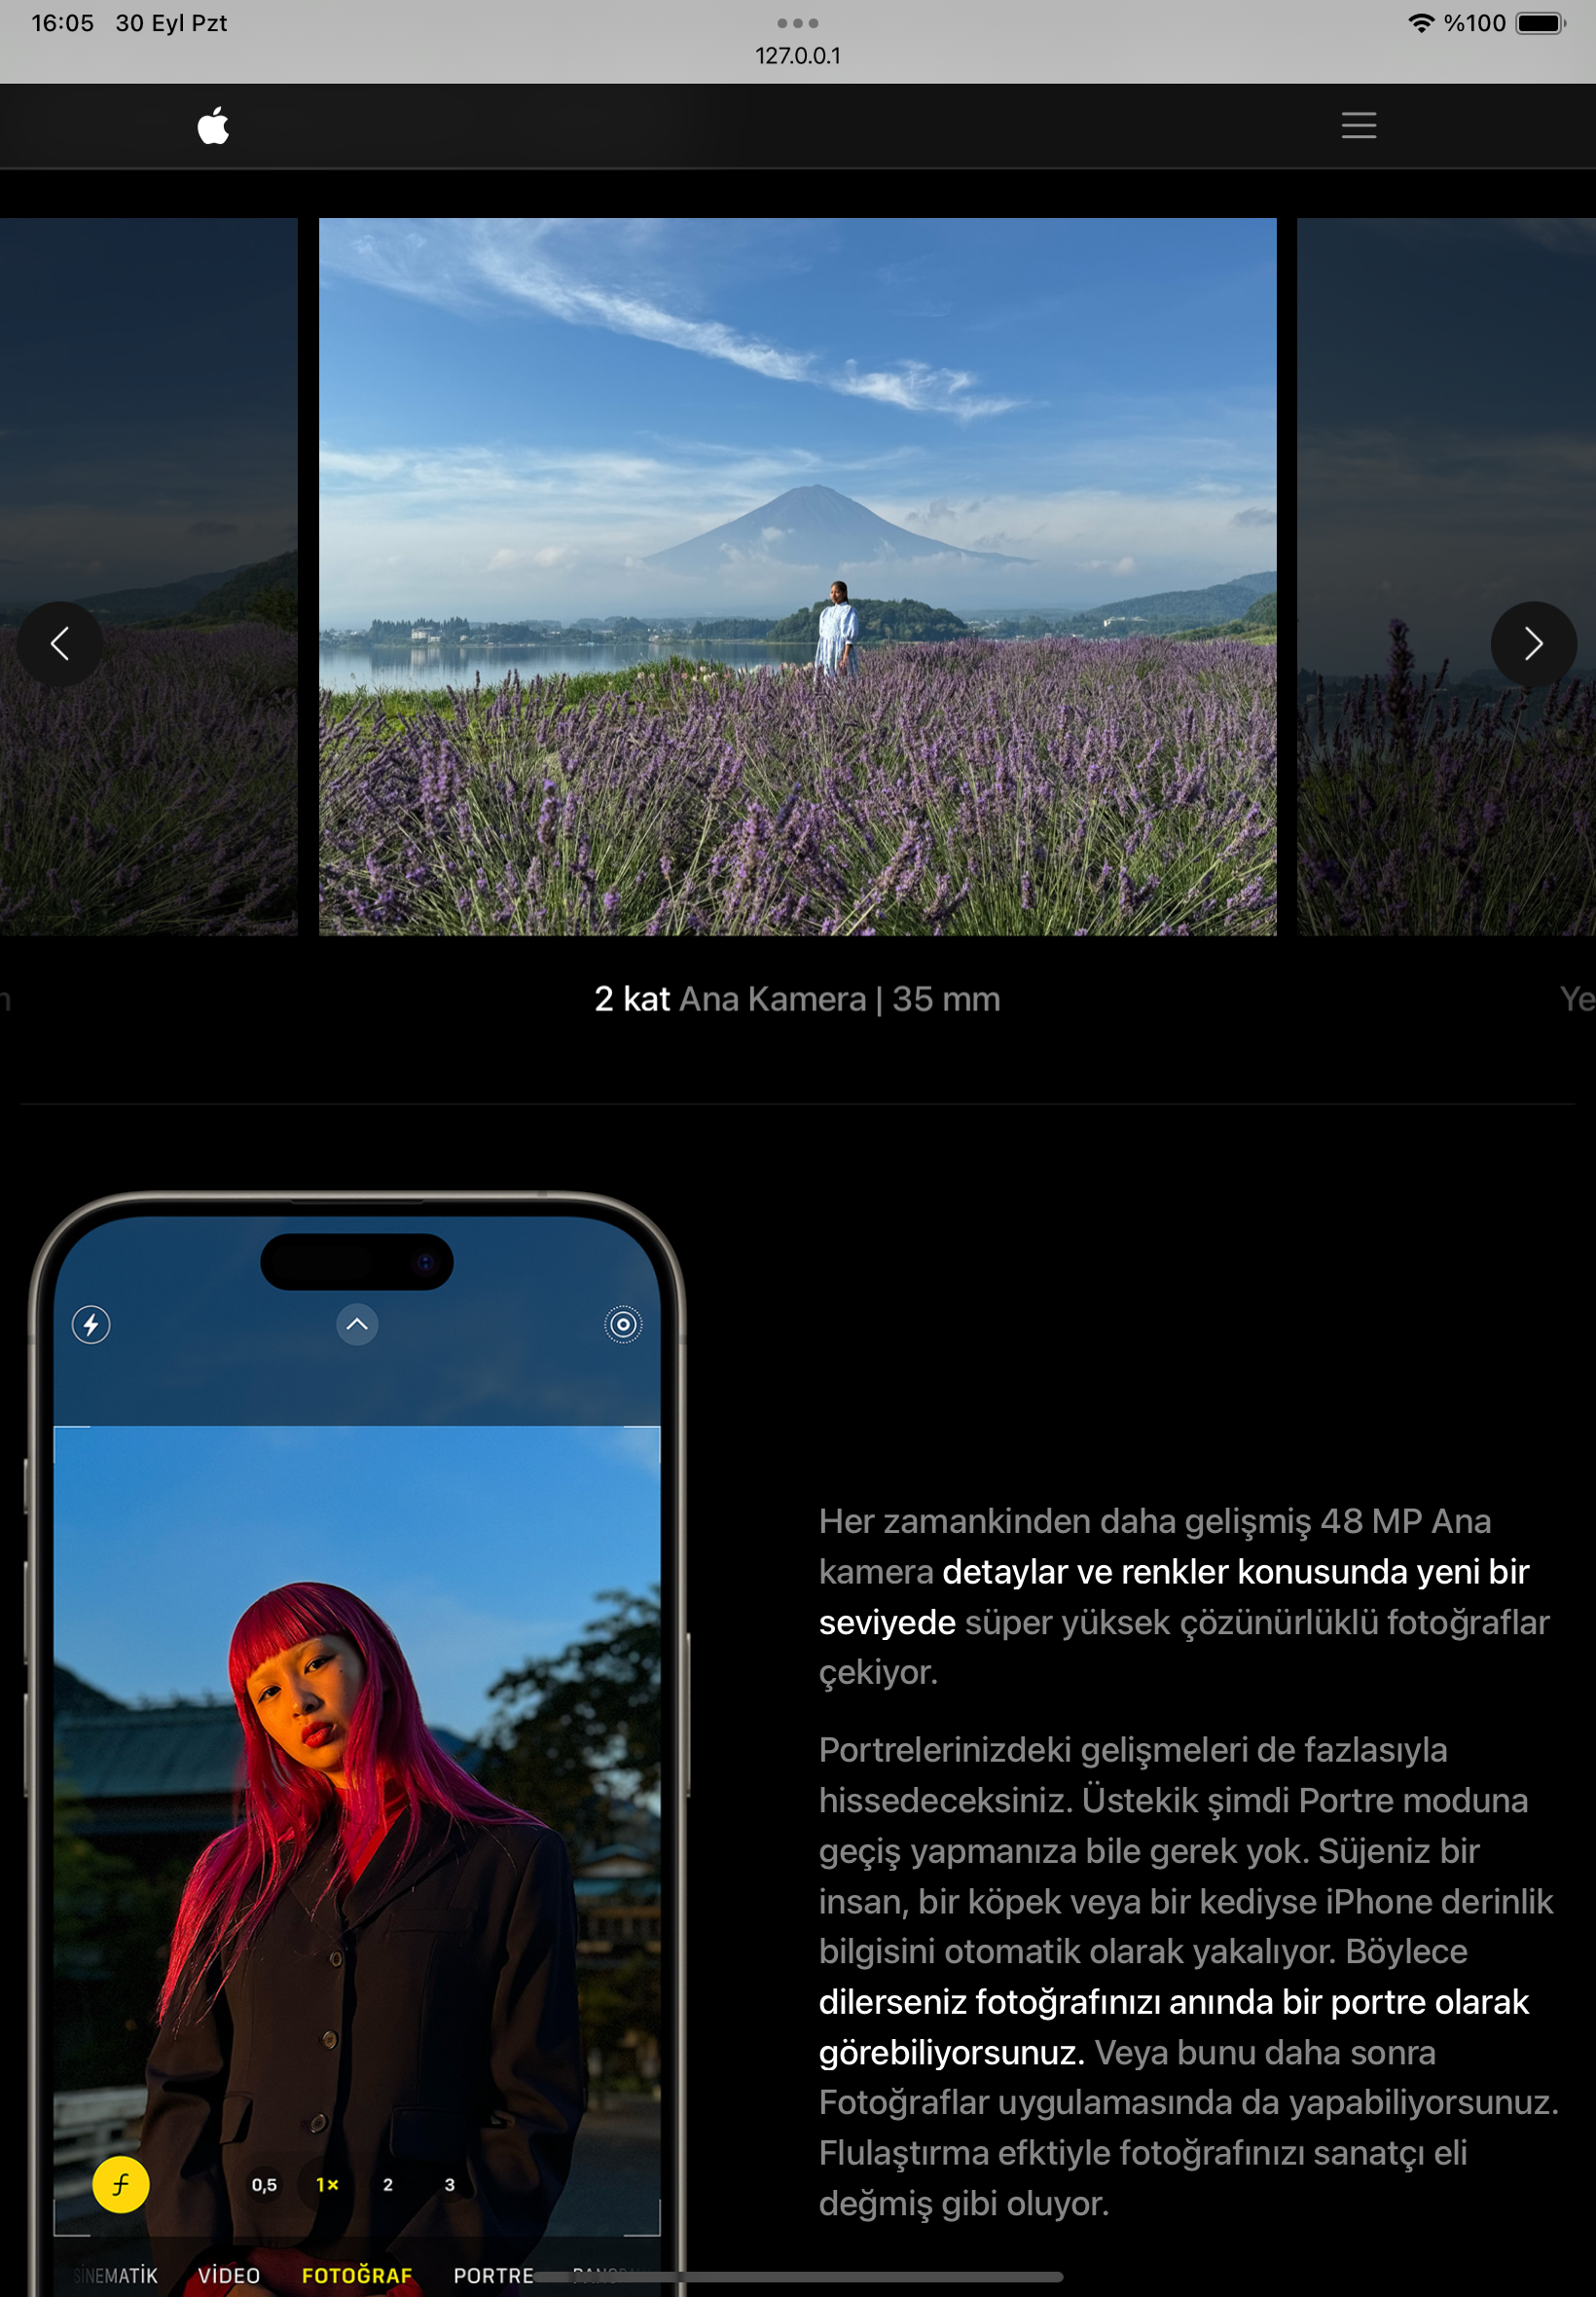 16:05 30 Eyl Pzt
%100
127.0.0.1
2 kat Ana Kamera | 35 mm
Ye
Her zamankinden daha gelişmiş 48 MP Ana
kamera detaylar ve renkler konusunda yeni bir
seviyede süper yüksek çözünürlüklü fotoğraflar
çekiyor.
Portrelerinizdeki gelişmeleri de fazlasıyla
hissedeceksiniz. Üstekik şimdi Portre moduna
geçiş yapmanıza bile gerek yok. Süjeniz bir
insan, bir köpek veya bir kediyse iPhone derinlik
bilgisini otomatik olarak yakalıyor. Böylece
dilerseniz fotoğrafınızı anında bir portre olarak
görebiliyorsunuz. Veya bunu daha sonra
Fotoğraflar uygulamasında da yapabiliyorsunuz.
Flulaştırma efktiyle fotoğrafınızı sanatçı eli
değmiş gibi oluyor.
f 0,5 1× 2 3
SİNEMATİK VİDEO FOTOĞRAF PORTRE